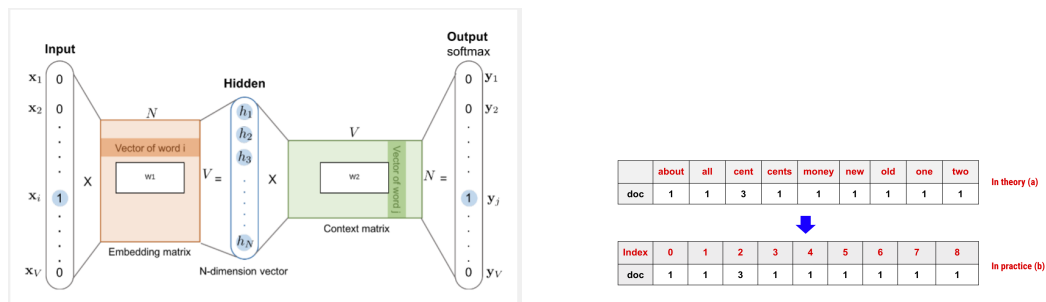 Input
x1 0
x2 0
xi 1
xV 0
X
N
Vector of word i
W1
V =
Embedding matrix
Hidden
h1
h2
h3
hN
N-dimension vector
X
V
W2
Vector of word j
N =
Context matrix
Output
softmax
0 y1
0 y2
1 yj
0 yV
about all cent cents money new old one two
doc 1 1 3 1 1 1 1 1 1
In theory (a)
Index 0 1 2 3 4 5 6 7 8
doc 1 1 3 1 1 1 1 1 1
In practice (b)